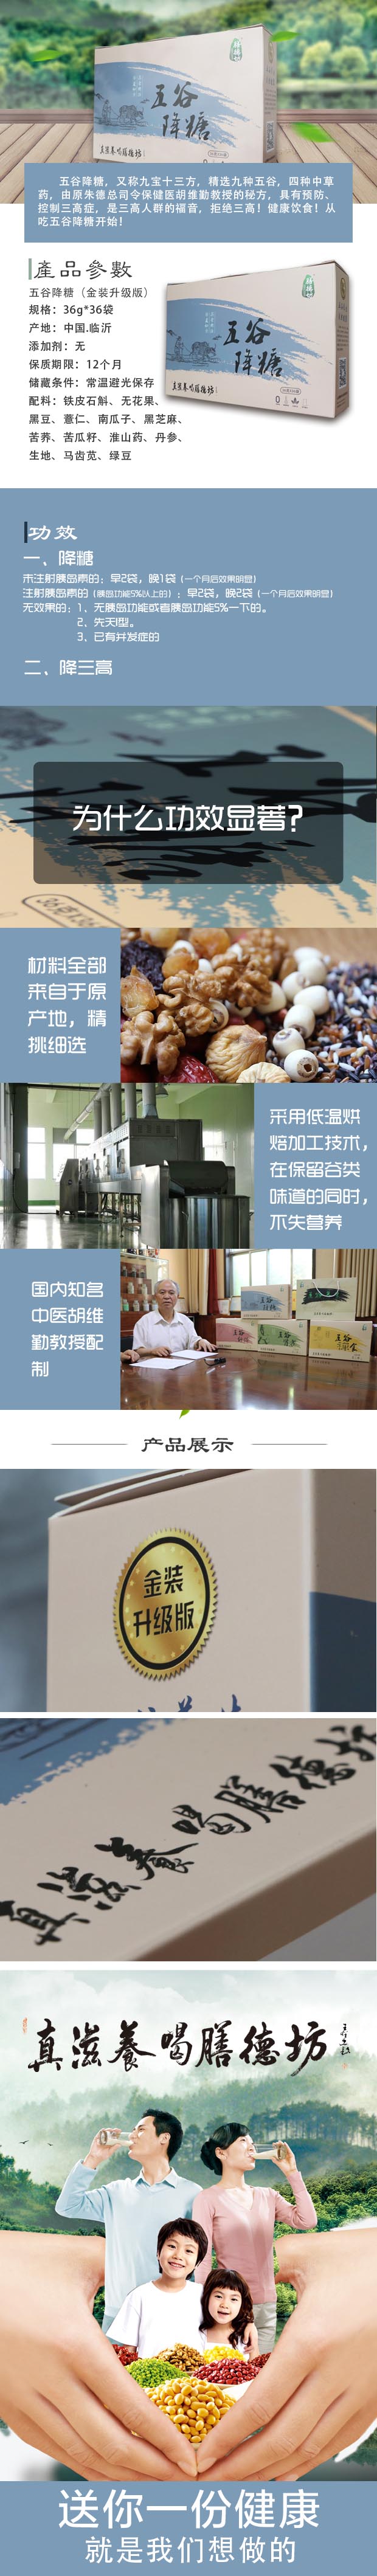 五谷
降糖
真滋養喝膳德坊
五谷降糖，又称九宝十三方，精选九种五谷，四种中草
药，由原朱德总司令保健医胡维勤教授的秘方，具有预防、
控制三高症，是三高人群的福音，拒绝三高！健康饮食！从
吃五谷降糖开始！
產品參數
五谷降糖（金装升级版）
规格：36g*36袋
产地：中国.临沂
添加剂：无
保质期限：12个月
储藏条件：常温避光保存
配料：铁皮石斛、无花果、
黑豆、薏仁、南瓜子、黑芝麻、
苦荞、苦瓜籽、淮山药、丹参、
生地、马齿苋、绿豆
五谷
降糖
真滋養喝膳德坊
功效
一、降糖
未注射胰岛素的：早2袋，晚1袋（一个月后效果明显）
注射胰岛素的（胰岛功能5%以上的）：早2袋，晚2袋（一个月后效果明显）
无效果的：1、无胰岛功能或者胰岛功能5%一下的。
2、先天I型。
3、已有并发症的
二、降三高
为什么功效显著？
材料全部
来自于原
产地，精
挑细选
采用低温烘
焙加工技术，
在保留谷类
味道的同时，
不失营养
国内知名
中医胡维
勤教授配
制
产品展示
金装
升级版
真滋養喝膳德坊
真滋養喝膳德坊
送你一份健康
就是我们想做的